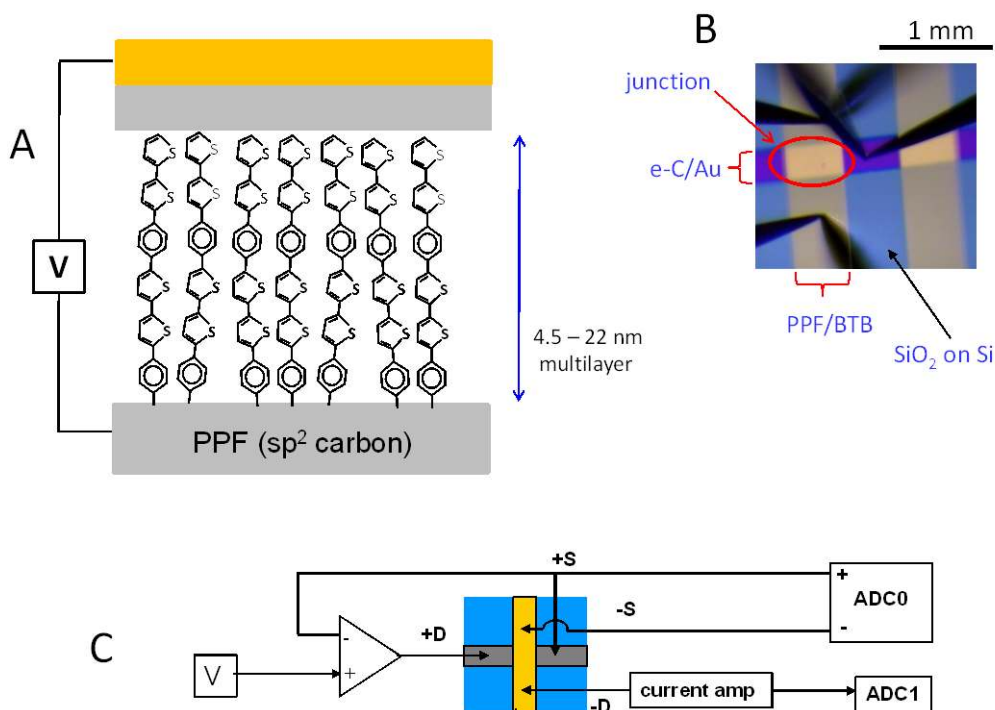 A
B
1 mm
junction
e-C/Au
PPF/BTB
SiO₂ on Si
V
4.5 – 22 nm
multilayer
S S S S S S S
S S S S S S S
S S S S S S S
S S S S S S S
PPF (sp² carbon)
C
+S
-S
+
-
ADC0
V
-
+
+D
-D
current amp
ADC1